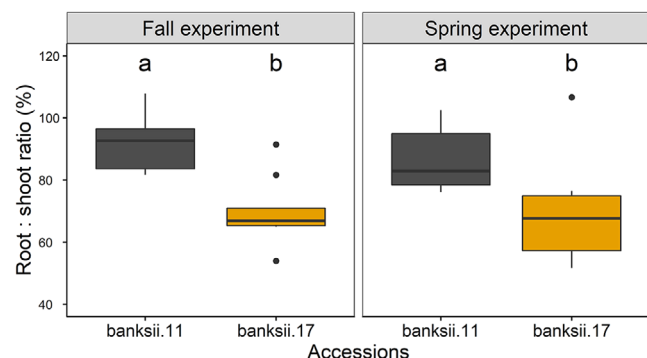 Fall experiment Spring experiment
a b a b
120
100
80
60
40
Root : shoot ratio (%)
banksii.11 banksii.17 banksii.11 banksii.17
Accessions